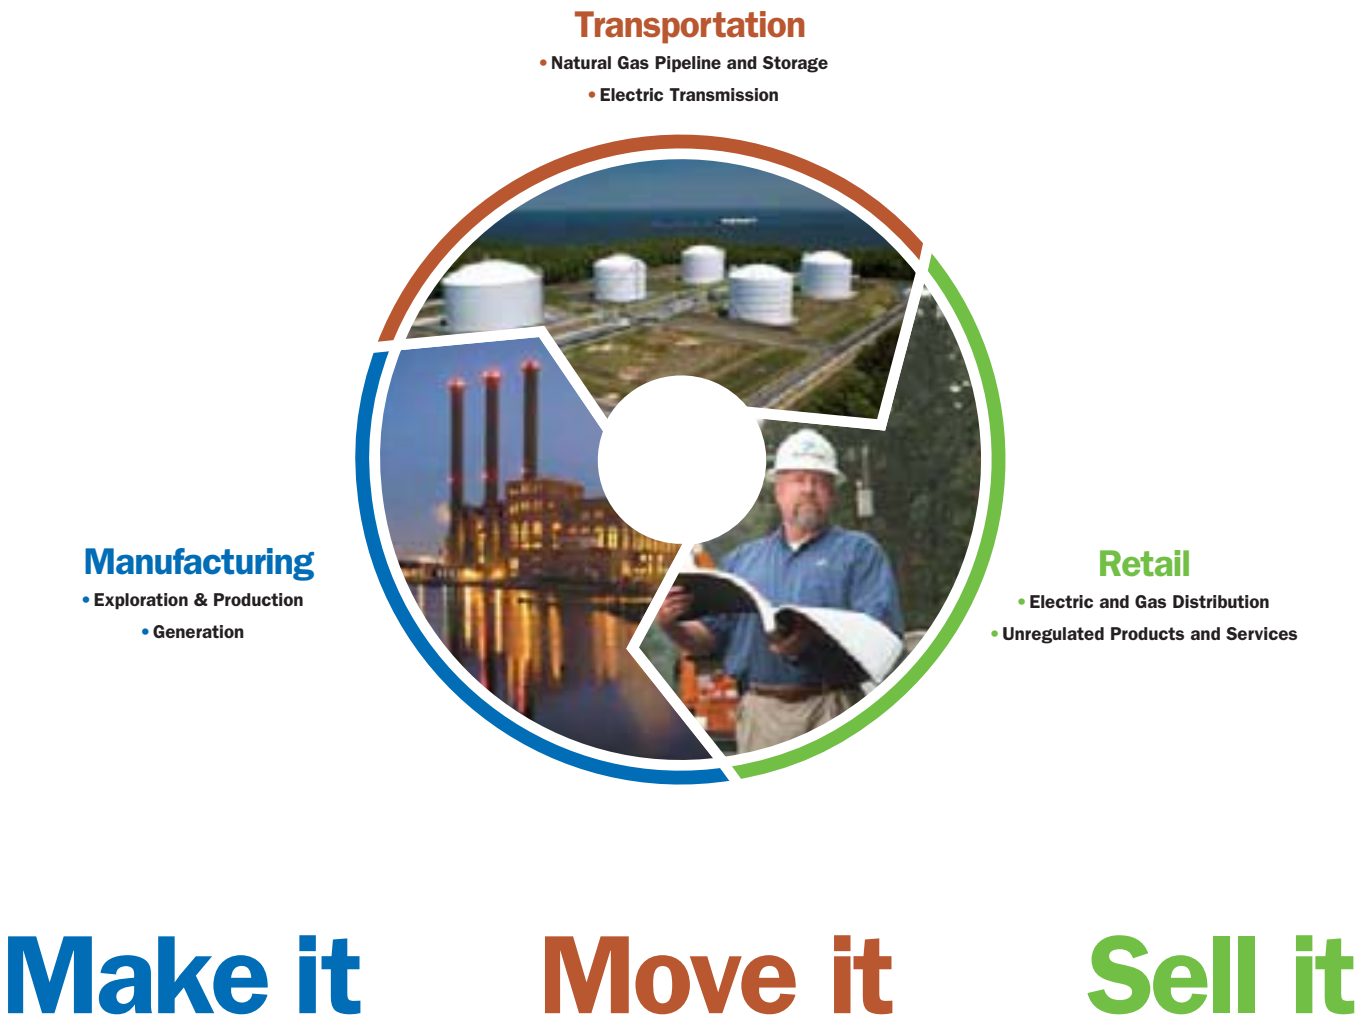 Transportation
• Natural Gas Pipeline and Storage
• Electric Transmission
Manufacturing
• Exploration & Production
• Generation
Retail
• Electric and Gas Distribution
• Unregulated Products and Services
Make it
Move it
Sell it